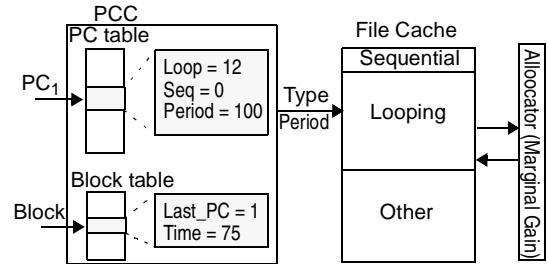 PCC
PC table
PC1
Loop = 12
Seq = 0
Period = 100
Type
Period
Block table
Block
Last_PC = 1
Time = 75
File Cache
Sequential
Looping
Other
Alloocator (Marginal Gain)